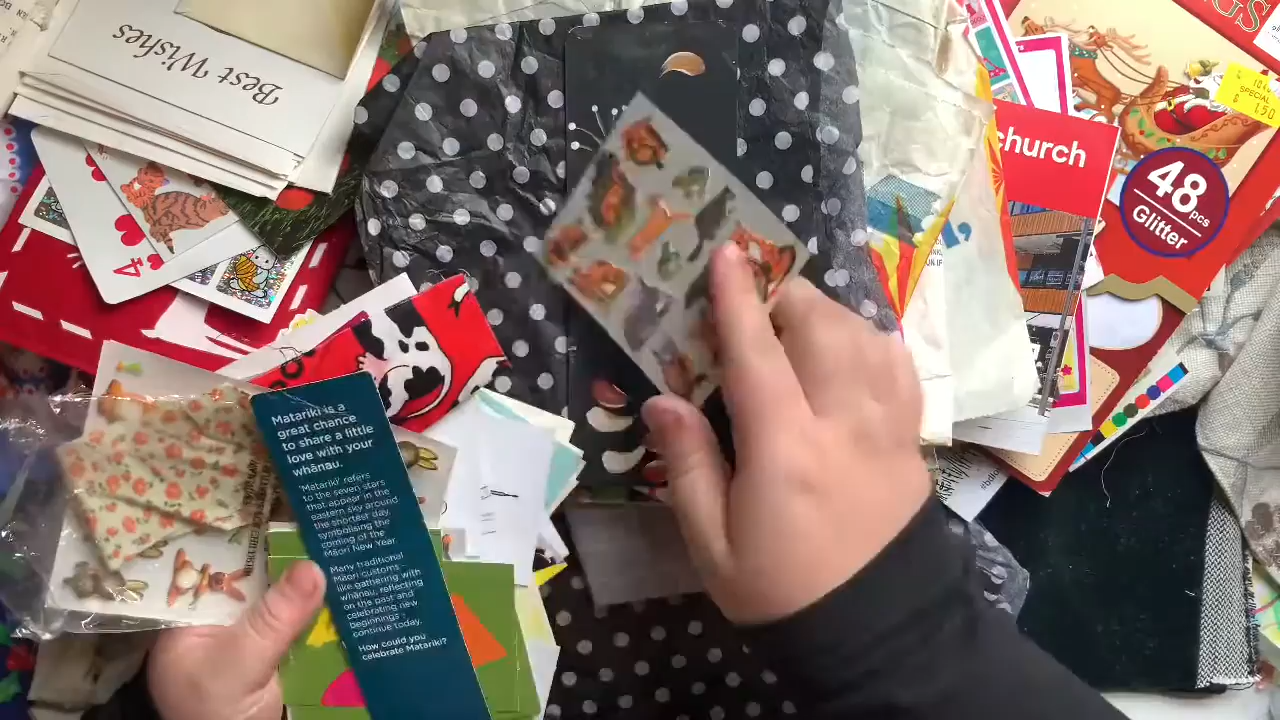 Best Wishes
4
church
48
pcs
Glitter
SPECIAL
Matariki is a
great chance
to share a little
love with your
whānau.
'Matariki' refers
to the seven stars
that appear in the
eastern sky around
the shortest day,
symbolising the
coming of the
Māori New Year.
Many traditional
Māori customs –
like gathering with
whānau, reflecting
on the past and
celebrating new
beginnings –
continue today.
How could you
celebrate Matariki?